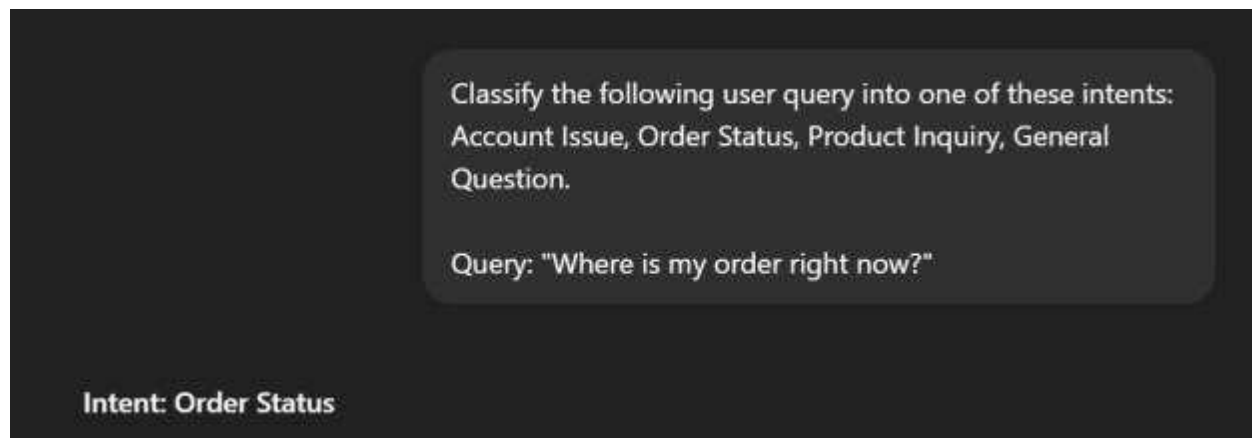 Classify the following user query into one of these intents:
Account Issue, Order Status, Product Inquiry, General
Question.
Query: "Where is my order right now?"
Intent: Order Status